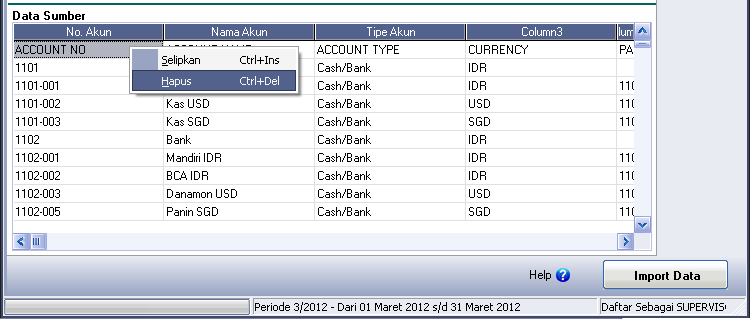 Data Sumber
No. Akun Nama Akun Tipe Akun Column3
ACCOUNT NO ACCOUNT TYPE CURRENCY PA
Selipkan Ctrl+Ins
1101 Cash/Bank IDR
Hapus Ctrl+Del
1101-001 Cash/Bank IDR 110
1101-002 Kas USD Cash/Bank USD 110
1101-003 Kas SGD Cash/Bank SGD 110
1102 Bank Cash/Bank IDR
1102-001 Mandiri IDR Cash/Bank IDR 110
1102-002 BCA IDR Cash/Bank IDR 110
1102-003 Danamon USD Cash/Bank USD 110
1102-005 Panin SGD Cash/Bank SGD 110
Help ?
Import Data
Periode 3/2012 - Dari 01 Maret 2012 s/d 31 Maret 2012 Daftar Sebagai SUPERVIS